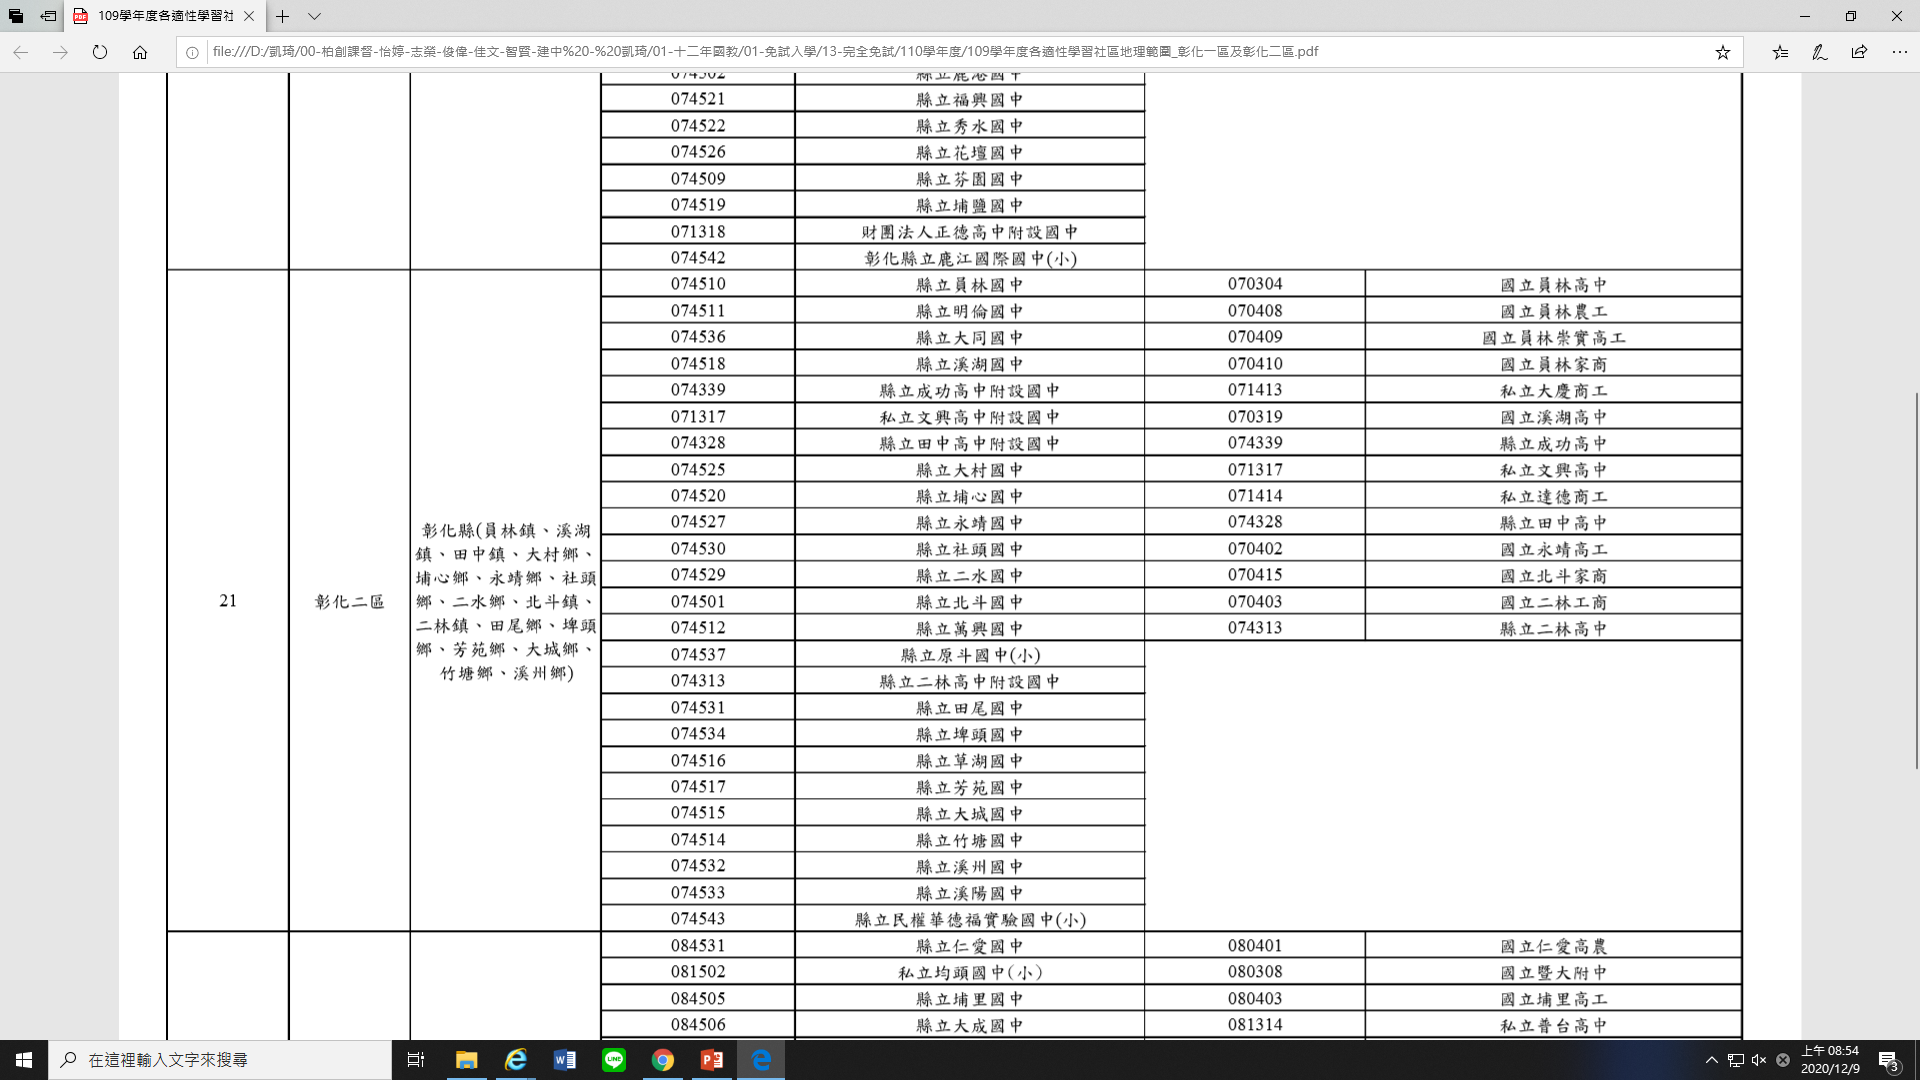 109學年度各適性學習社
file:///D:/凱琦/00-柏創課督-怡婷-志榮-俊偉-佳文-智賢-建中%20-%20凱琦/01-十二年國教/01-免試入學/13-完全免試/110學年度/109學年度各適性學習社區地理範圍_彰化一區及彰化二區.pdf
074502 縣立鹿港國中
074521 縣立福興國中
074522 縣立秀水國中
074526 縣立花壇國中
074509 縣立芬園國中
074519 縣立埔鹽國中
071318 財團法人正德高中附設國中
074542 彰化縣立鹿江國際國中(小)
21
彰化二區
彰化縣(員林鎮、溪湖
鎮、田中鎮、大村鄉、
埔心鄉、永靖鄉、社頭
鄉、二水鄉、北斗鎮、
二林鎮、田尾鄉、埤頭
鄉、芳苑鄉、大城鄉、
竹塘鄉、溪州鄉)
074510 縣立員林國中 070304 國立員林高中
074511 縣立明倫國中 070408 國立員林農工
074536 縣立大同國中 070409 國立員林崇實高工
074518 縣立溪湖國中 070410 國立員林家商
074339 縣立成功高中附設國中 071413 私立大慶商工
071317 私立文興高中附設國中 070319 國立溪湖高中
074328 縣立田中高中附設國中 074339 縣立成功高中
074525 縣立大村國中 071317 私立文興高中
074520 縣立埔心國中 071414 私立達德商工
074527 縣立永靖國中 074328 縣立田中高中
074530 縣立社頭國中 070402 國立永靖高工
074529 縣立二水國中 070415 國立北斗家商
074501 縣立北斗國中 070403 國立二林工商
074512 縣立萬興國中 074313 縣立二林高中
074537 縣立原斗國中(小)
074313 縣立二林高中附設國中
074531 縣立田尾國中
074534 縣立埤頭國中
074516 縣立草湖國中
074517 縣立芳苑國中
074515 縣立大城國中
074514 縣立竹塘國中
074532 縣立溪州國中
074533 縣立溪陽國中
074543 縣立民權華德福實驗國中(小)
084531 縣立仁愛國中 080401 國立仁愛高農
081502 私立均頭國中(小) 080308 國立暨大附中
084505 縣立埔里國中 080403 國立埔里高工
084506 縣立大成國中 081314 私立普台高中
在這裡輸入文字來搜尋
上午 08:54
2020/12/9
3